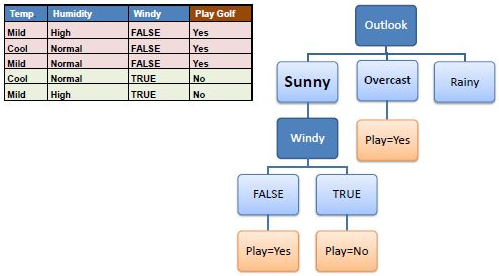 Temp Humidity Windy Play Golf
Mild High FALSE Yes
Cool Normal FALSE Yes
Mild Normal FALSE Yes
Cool Normal TRUE No
Mild High TRUE No
Outlook
Sunny Overcast Rainy
Windy Play=Yes
FALSE TRUE
Play=Yes Play=No